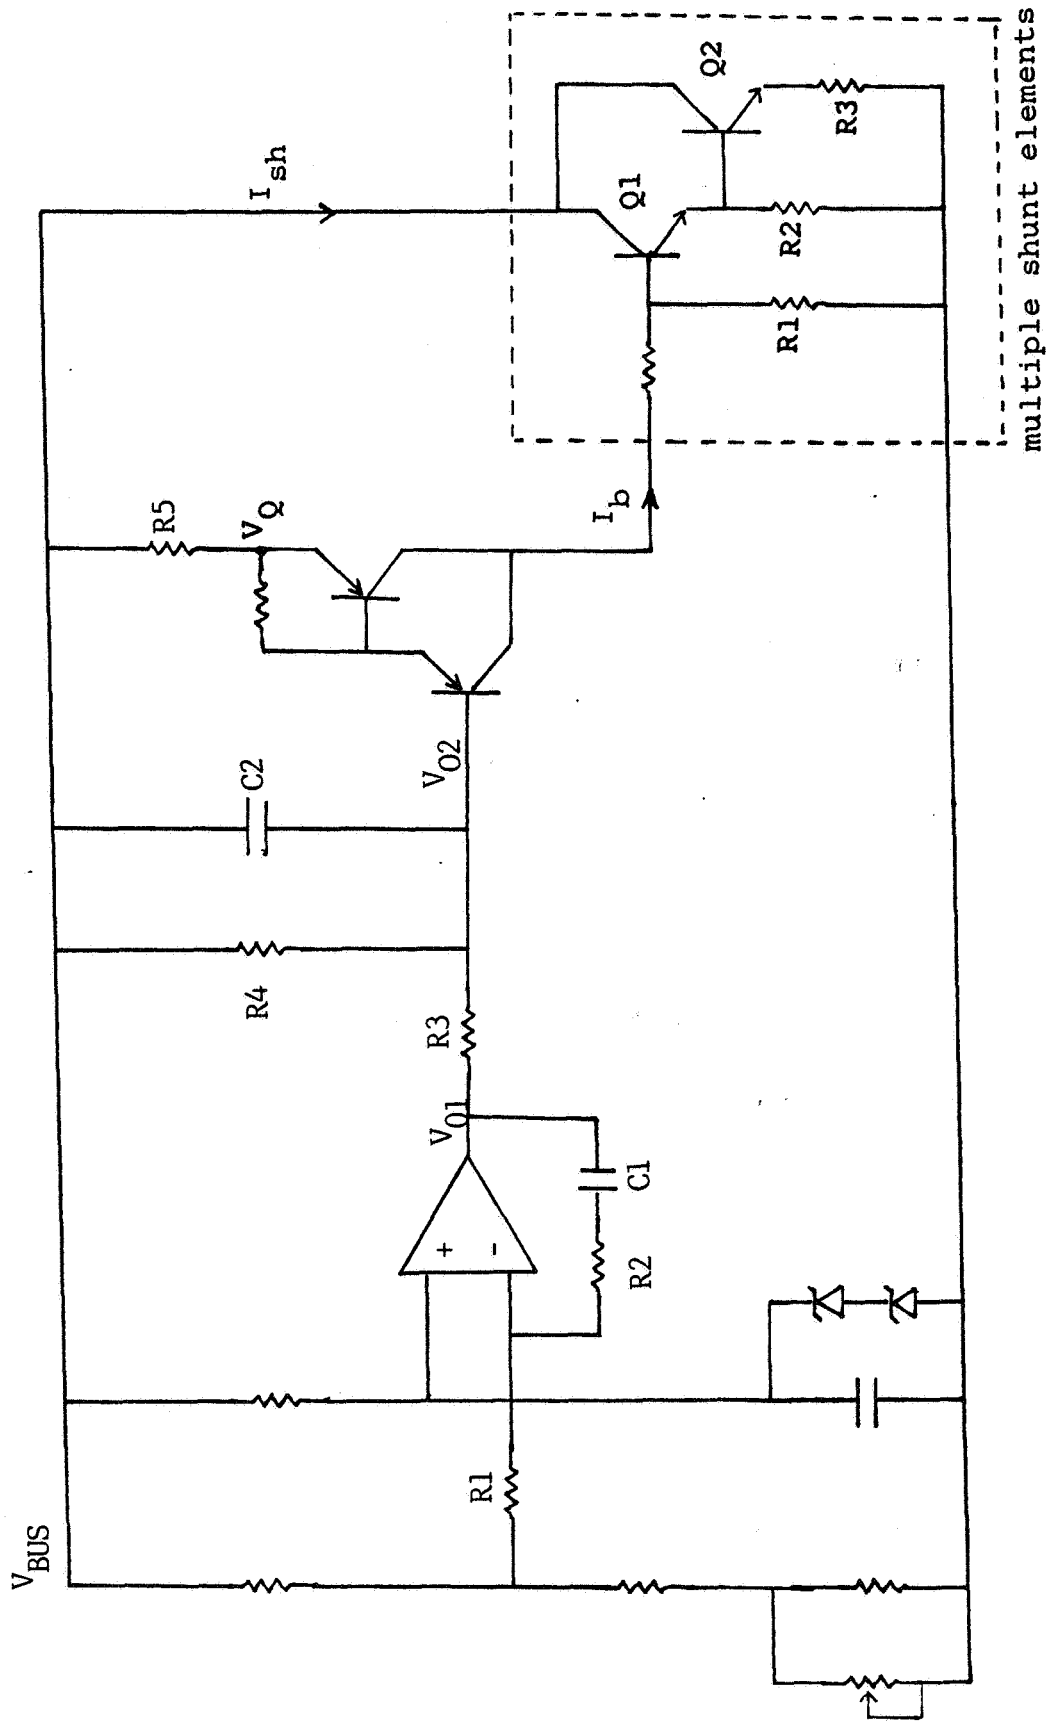 V_BUS
R1
R2
C1
+
-
V_O1
R3
R4
C2
V_O2
V_Q
R5
I_b
I_sh
Q1
Q2
R1
R2
R3
multiple shunt elements